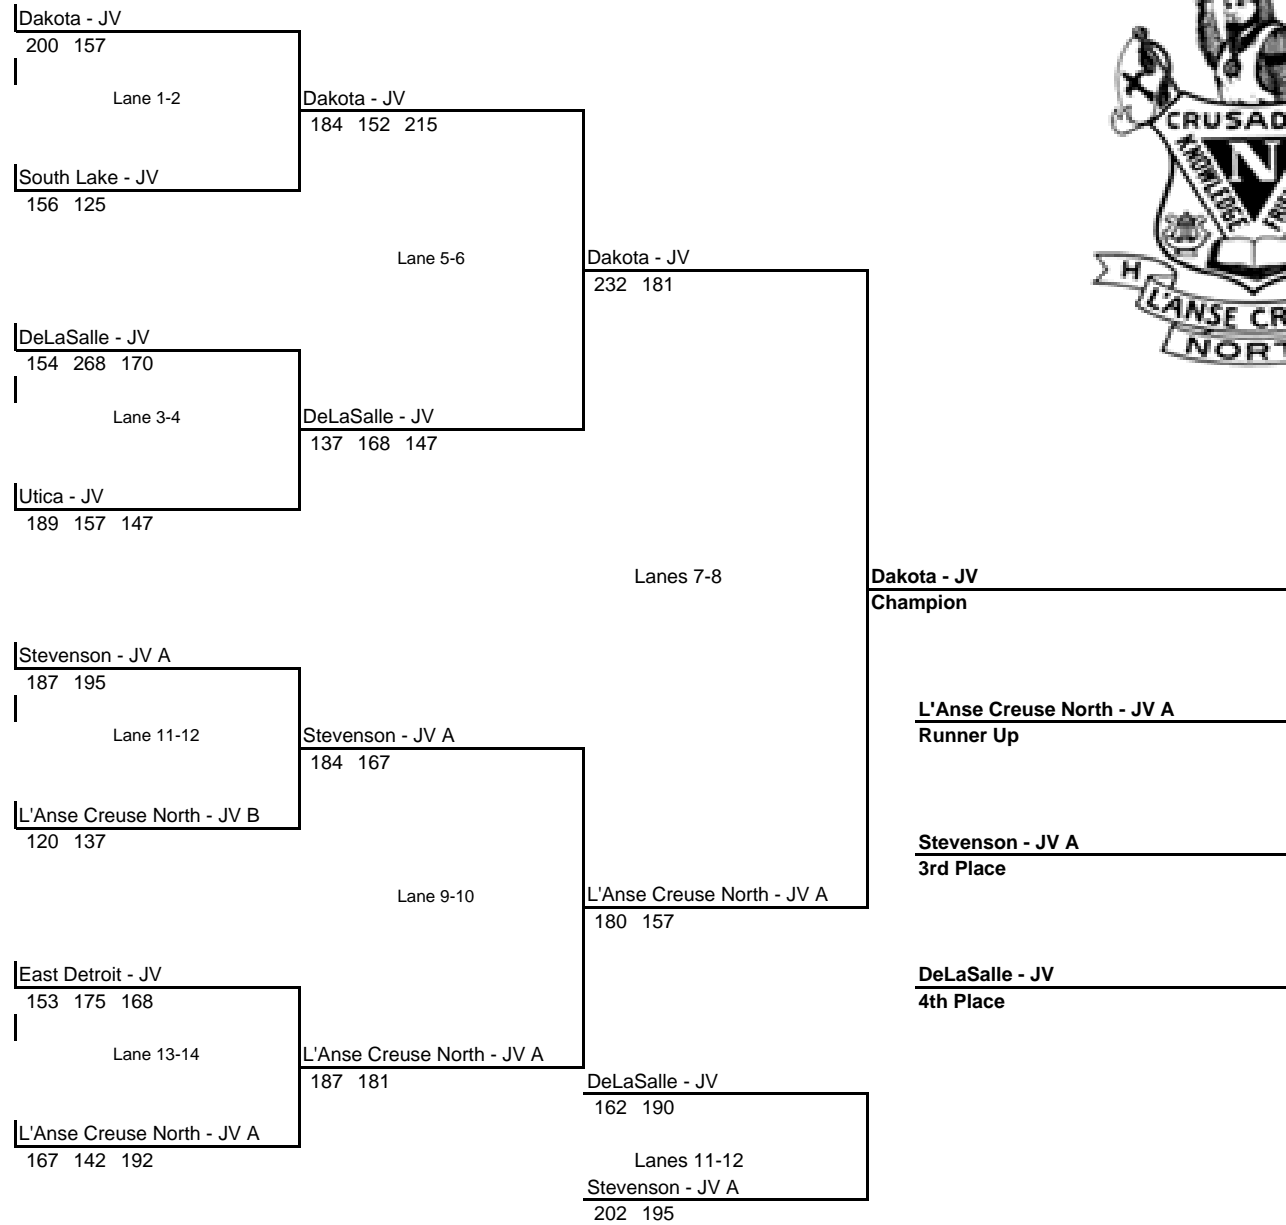 Dakota - JV
200 157
Lane 1-2
Dakota - JV
184 152 215
South Lake - JV
156 125
Lane 5-6
Dakota - JV
232 181
DeLaSalle - JV
154 268 170
Lane 3-4
DeLaSalle - JV
137 168 147
Utica - JV
189 157 147
Lanes 7-8
Dakota - JV
Champion
Stevenson - JV A
187 195
Lane 11-12
Stevenson - JV A
184 167
L'Anse Creuse North - JV B
120 137
Lane 9-10
L'Anse Creuse North - JV A
180 157
East Detroit - JV
153 175 168
Lane 13-14
L'Anse Creuse North - JV A
187 181
L'Anse Creuse North - JV A
167 142 192
DeLaSalle - JV
162 190
Lanes 11-12
Stevenson - JV A
202 195
L'Anse Creuse North - JV A
Runner Up
Stevenson - JV A
3rd Place
DeLaSalle - JV
4th Place
CRUSAD
KNOWLEDGE
N
H
L'ANSE CR
NORT